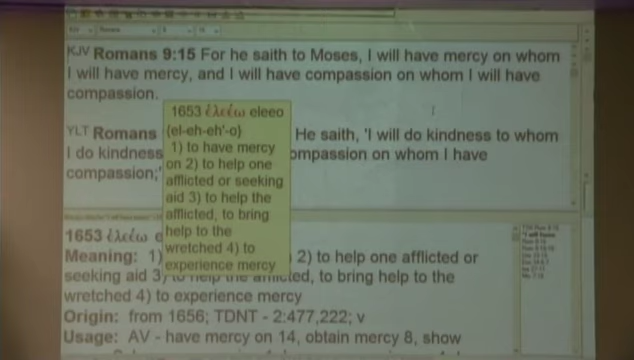 KJV Romans 9:15 For he saith to Moses, I will have mercy on whom
I will have mercy, and I will have compassion on whom I will have
compassion.
1653 ἐλεέω eleeo
{el-eh-eh'-o}
1) to have mercy
on 2) to help one
afflicted or seeking
aid 3) to help the
afflicted, to bring
help to the
wretched 4) to
experience mercy
YLT Romans He saith, 'I will do kindness to whom
I do kindness ompassion on whom I have
compassion;'
1653 ἐλεέω e
Meaning: 1) 2) to help one afflicted or
seeking aid 3) to help the afflicted, to bring help to the
wretched 4) to experience mercy
Origin: from 1656; TDNT - 2:477,222; v
Usage: AV - have mercy on 14, obtain mercy 8, show